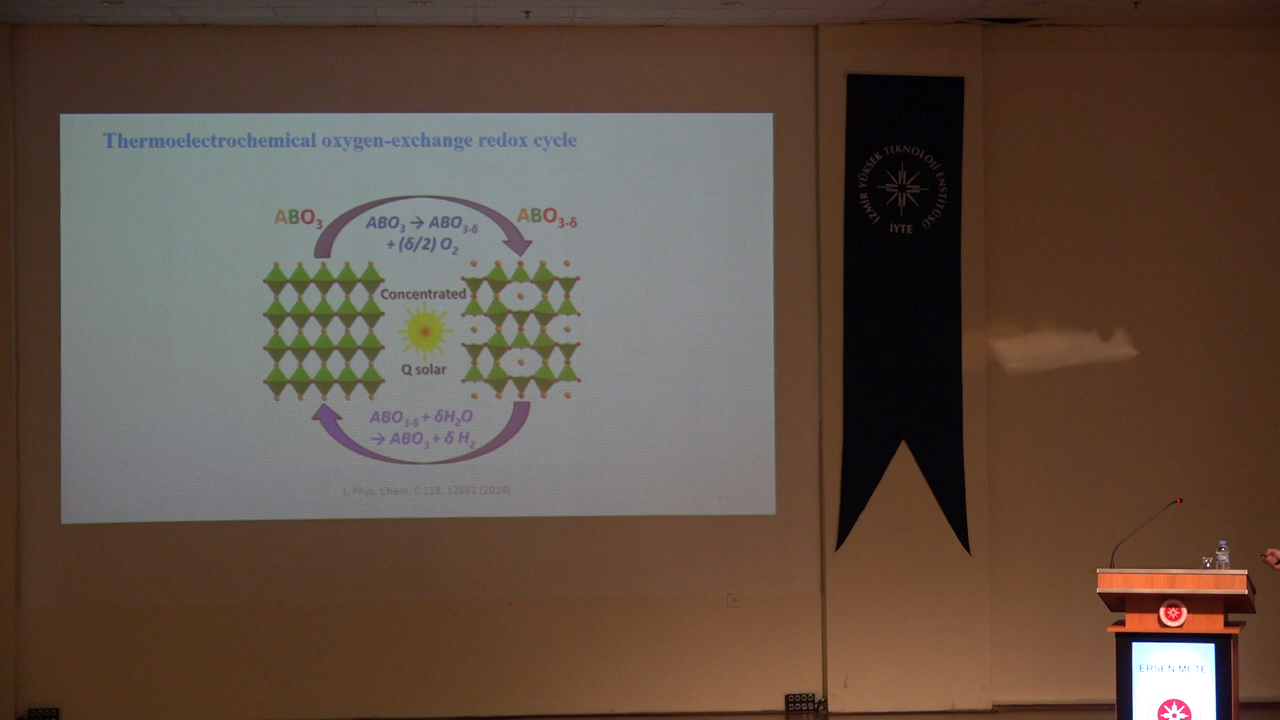 Thermoelectrochemical oxygen-exchange redox cycle
ABO₃
ABO₃₋δ
ABO₃ → ABO₃₋δ
+ (δ/2) O₂
Concentrated
Q solar
ABO₃₋δ + δH₂O
→ ABO₃ + δ H₂
J. Phys. Chem. C 118, 12682 (2014)
İZMİR YÜKSEK TEKNOLOJİ ENSTİTÜSÜ
İYTE
ERSEN METE